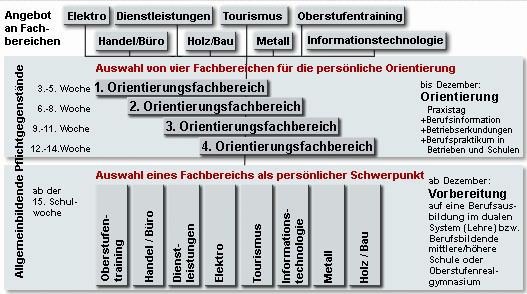 Angebot
an Fach-
bereichen
Elektro
Dienstleistungen
Tourismus
Oberstufentraining
Handel/Büro
Holz/Bau
Metall
Informationstechnologie
Allgemeinbildende Pflichtgegenstände
Auswahl von vier Fachbereichen für die persönliche Orientierung
3.-5. Woche
1. Orientierungsfachbereich
6.-8. Woche
2. Orientierungsfachbereich
9.-11. Woche
3. Orientierungsfachbereich
12.-14.Woche
4. Orientierungsfachbereich
bis Dezember:
Orientierung
Praxistag
+Berufsinformation
+Betriebserkundungen
+Berufspraktikum in
Betrieben und Schulen
Auswahl eines Fachbereichs als persönlicher Schwerpunkt
ab der
15. Schul-
woche
Oberstufen-
training
Handel / Büro
Dienst-
leistungen
Elektro
Tourismus
Informations-
technologie
Metall
Holz / Bau
ab Dezember:
Vorbereitung
auf eine Berufsaus-
bildung im dualen
System (Lehre) bzw.
Berufsbildende
mittlere/höhere
Schule oder
Oberstufenreal-
gymnasium